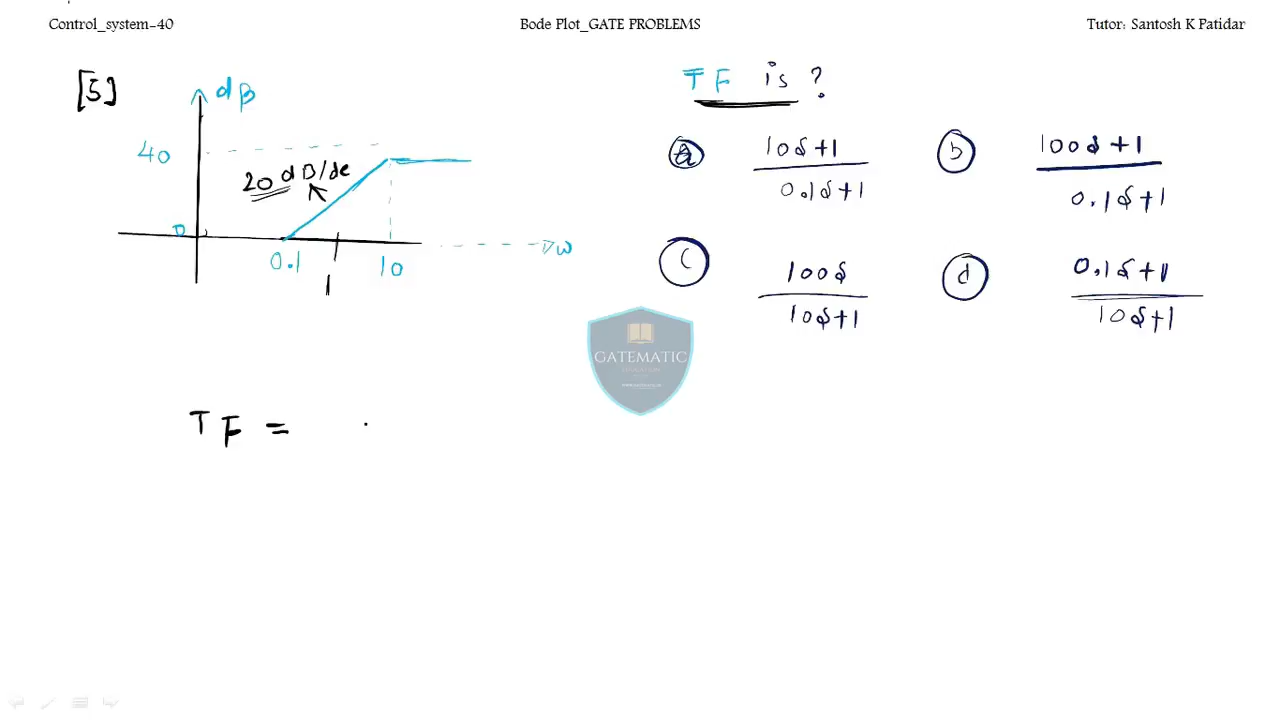 Control_system-40
Bode Plot_GATE PROBLEMS
Tutor: Santosh K Patidar
[5]
dB
40
20 dB/de
0
0.1
1
10
ω
TF is ?
a
10s+1
0.1s+1
b
100s+1
0.1s+1
c
100s
10s+1
d
0.1s+1
10s+1
GATEMATIC
EDUCATION
TF =